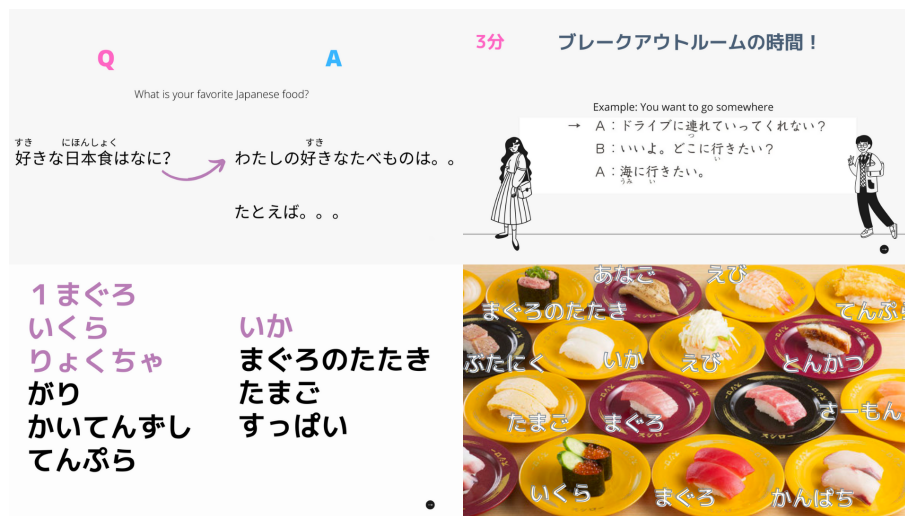 Q
A
What is your favorite Japanese food?
すき にほんしょく
好きな日本食はなに?
すき
わたしの好きなたべものは。。
たとえば。。。
3分
ブレークアウトルームの時間！
Example: You want to go somewhere
→ A：ドライブに連れていってくれない？
つ
B：いいよ。どこに行きたい？
い
A：海に行きたい。
うみ い
１まぐろ
いくら
りょくちゃ
がり
かいてんずし
てんぷら
いか
まぐろのたたき
たまご
すっぱい
あなご
えび
まぐろのたたき
てんぷら
ぶたにく
いか
えび
とんかつ
たまご
まぐろ
さーもん
いくら
まぐろ
かんぱち